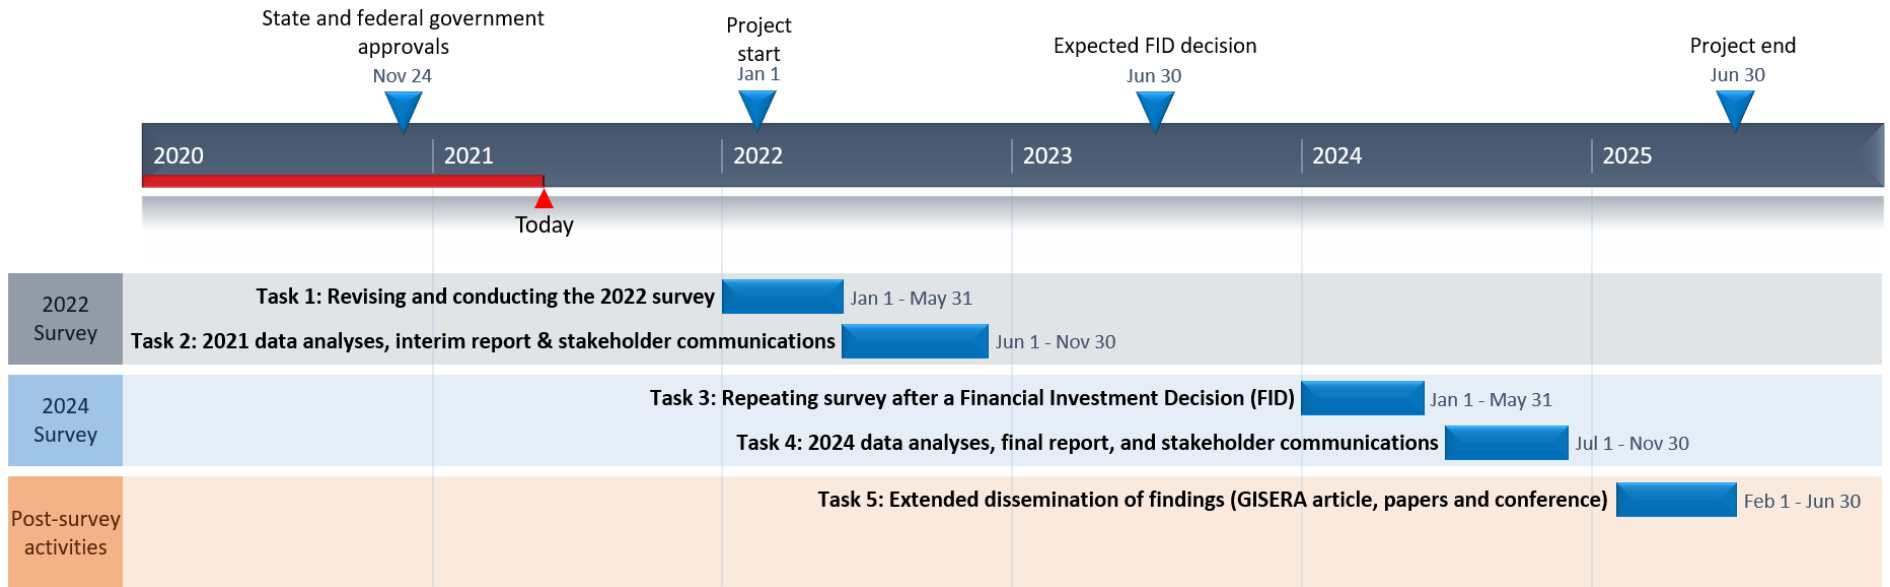 State and federal government
approvals
Nov 24
Project
start
Jan 1
Expected FID decision
Jun 30
Project end
Jun 30
2020
2021
2022
2023
2024
2025
Today
2022
Survey
Task 1: Revising and conducting the 2022 survey
Jan 1 - May 31
Task 2: 2021 data analyses, interim report & stakeholder communications
Jun 1 - Nov 30
2024
Survey
Task 3: Repeating survey after a Financial Investment Decision (FID)
Jan 1 - May 31
Task 4: 2024 data analyses, final report, and stakeholder communications
Jul 1 - Nov 30
Post-survey
activities
Task 5: Extended dissemination of findings (GISERA article, papers and conference)
Feb 1 - Jun 30